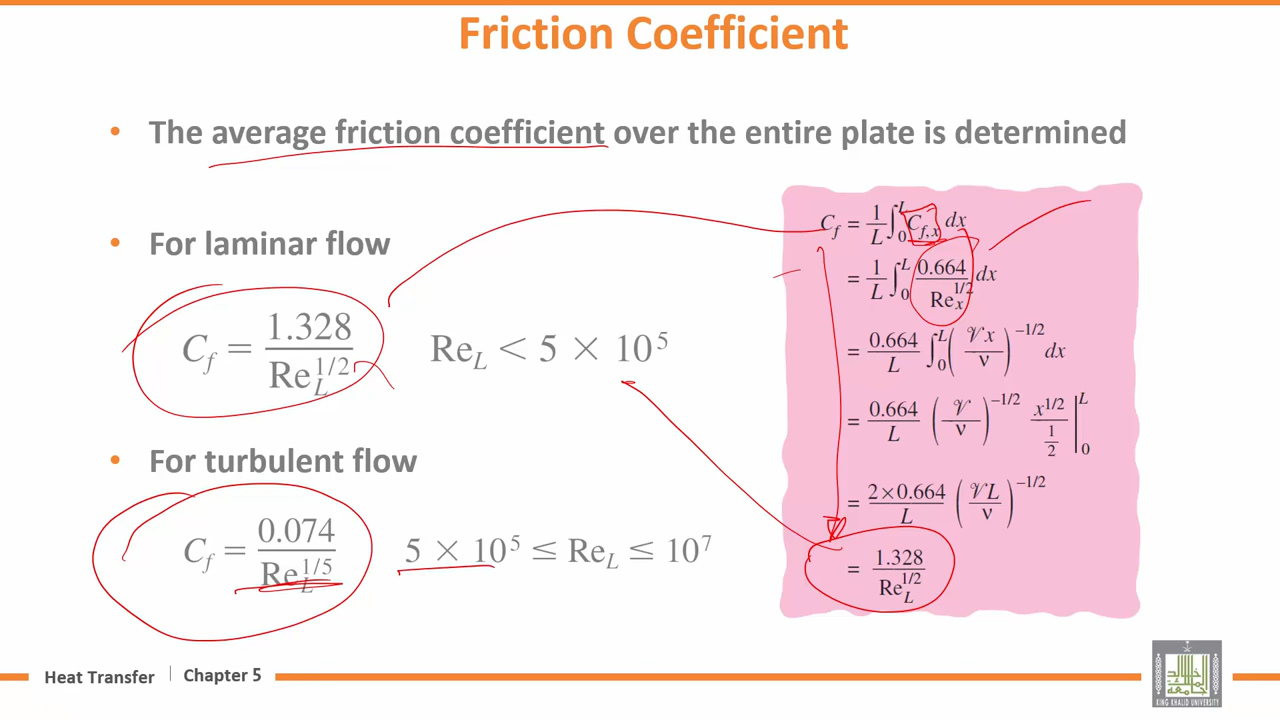 Friction Coefficient
• The average friction coefficient over the entire plate is determined
• For laminar flow
C_f = 1.328 / Re_L^{1/2}    Re_L < 5 × 10^5
• For turbulent flow
C_f = 0.074 / Re_L^{1/5}    5 × 10^5 ≤ Re_L ≤ 10^7
C_f = 1/L ∫_0^L C_{f,x} dx
= 1/L ∫_0^L 0.664 / Re_x^{1/2} dx
= 0.664/L ∫_0^L (𝒱x/ν)^{−1/2} dx
= 0.664/L (𝒱/ν)^{−1/2} x^{1/2} / (1/2) |_0^L
= 2×0.664/L (𝒱L/ν)^{−1/2}
= 1.328 / Re_L^{1/2}
Heat Transfer | Chapter 5
KING KHALID UNIVERSITY